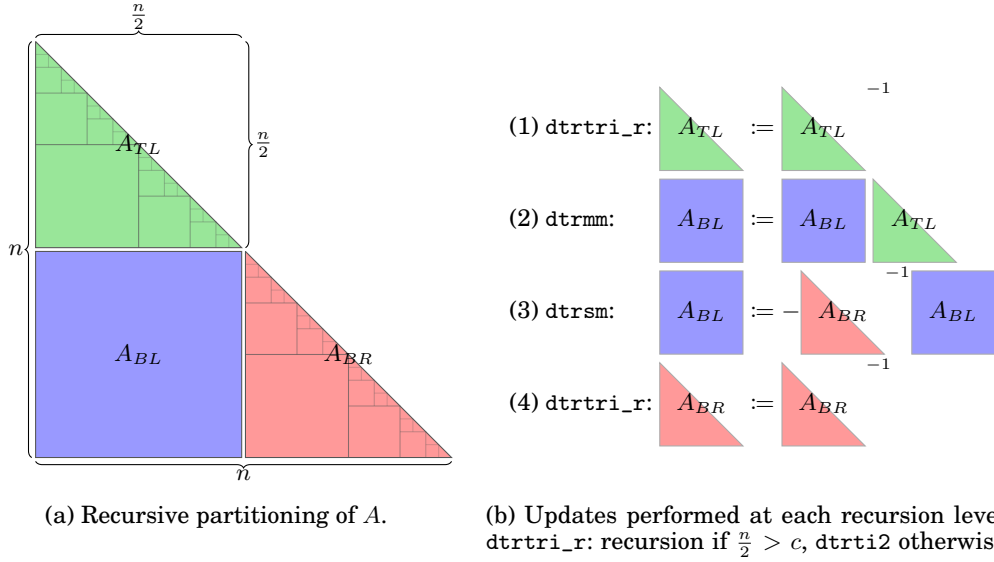 n/2
A_TL
n/2
n
A_BL
A_BR
n
(a) Recursive partitioning of A.
(1) dtrtri_r: A_TL := A_TL −1
(2) dtrmm: A_BL := A_BL A_TL
(3) dtrsm: A_BL := − A_BR −1 A_BL
(4) dtrtri_r: A_BR := A_BR −1
(b) Updates performed at each recursion leve
dtrtri_r: recursion if n/2 > c, dtrti2 otherwis